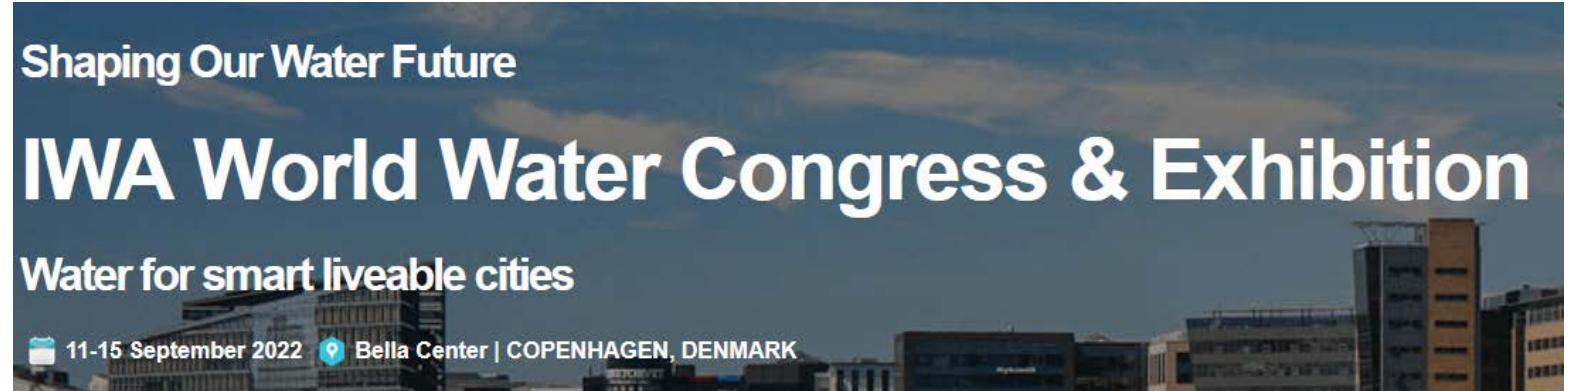 Shaping Our Water Future
IWA World Water Congress & Exhibition
Water for smart liveable cities
11-15 September 2022 Bella Center | COPENHAGEN, DENMARK